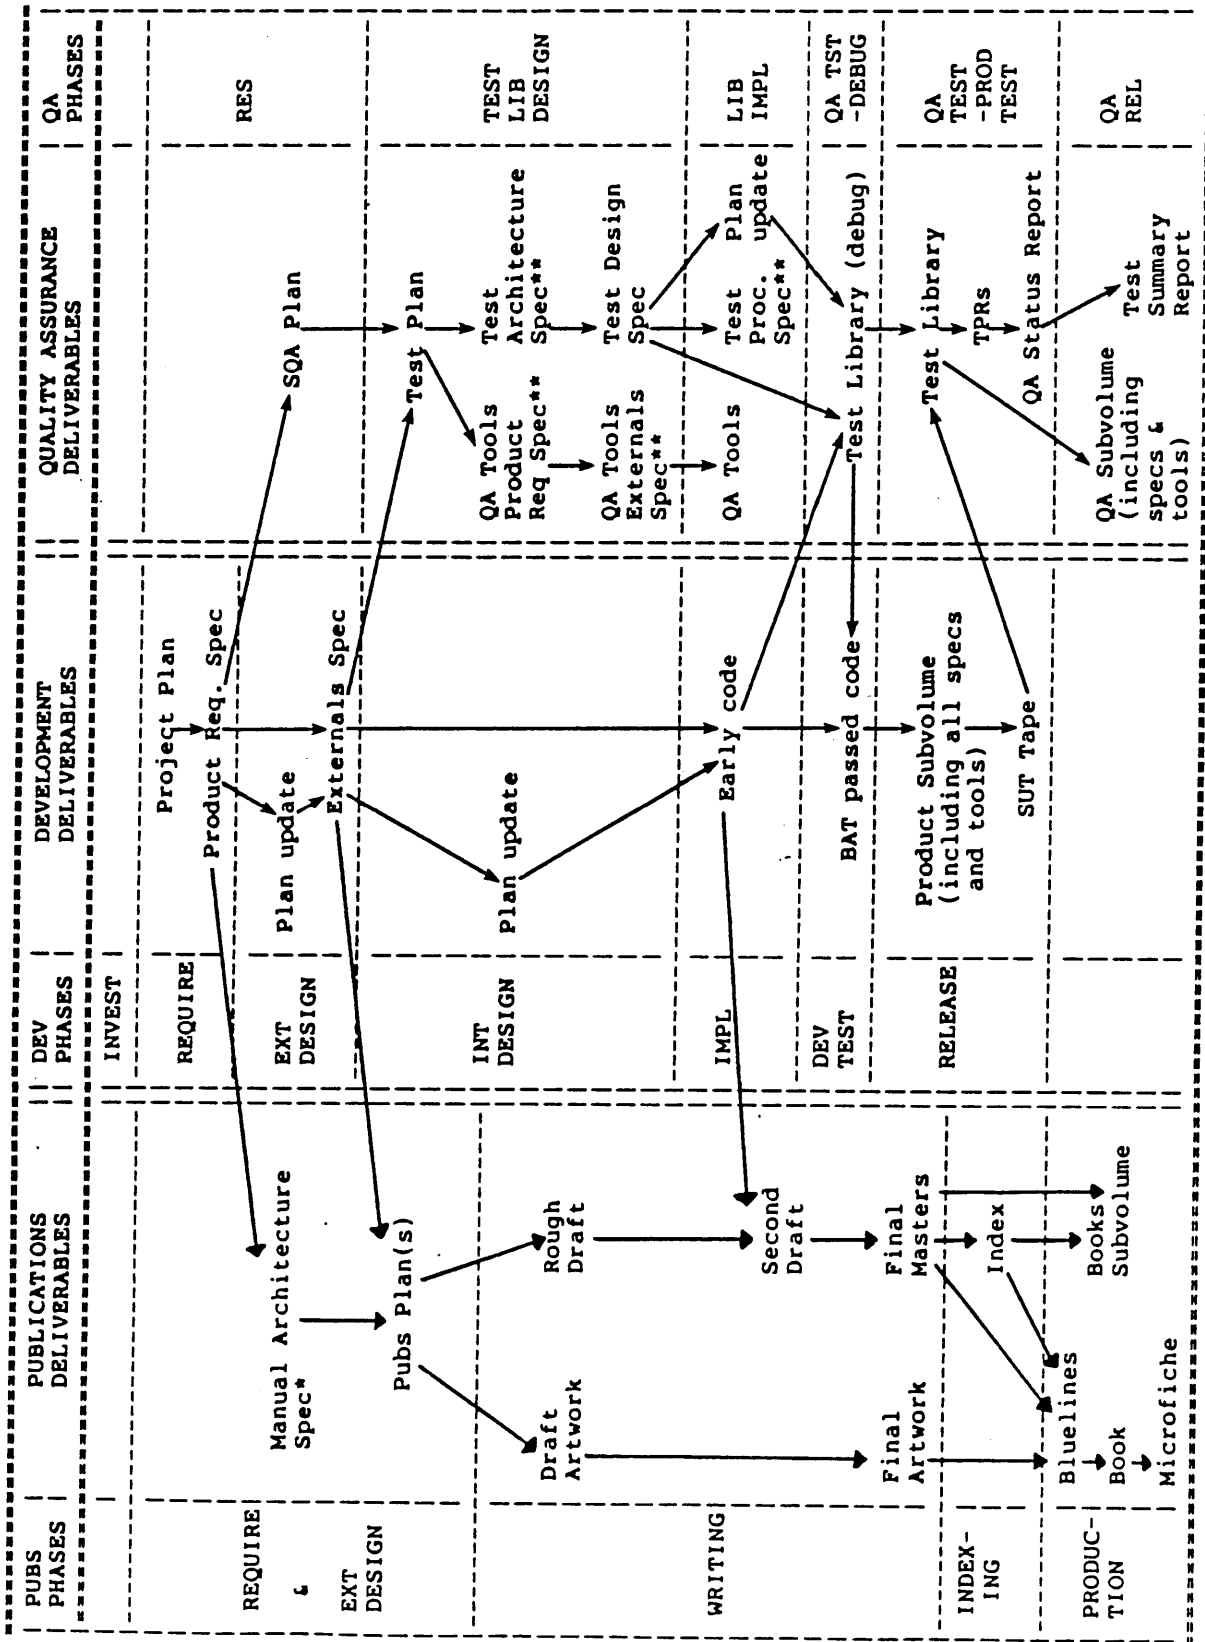 PUBS
PHASES
PUBLICATIONS
DELIVERABLES
DEV
PHASES
DEVELOPMENT
DELIVERABLES
QUALITY ASSURANCE
DELIVERABLES
QA
PHASES
REQUIRE
&
EXT
DESIGN
WRITING
INDEX-
ING
PRODUC-
TION
Manual Architecture
Spec*
Pubs Plan(s)
Draft
Artwork
Rough
Draft
Second
Draft
Final
Artwork
Final
Masters
Index
Bluelines
Book
Microfiche
Books
Subvolume
INVEST
REQUIRE
EXT
DESIGN
INT
DESIGN
IMPL
DEV
TEST
RELEASE
Project Plan
Product Req. Spec
Plan update
Externals Spec
Plan update
Early code
BAT passed code
Product Subvolume
(including all specs
and tools)
SUT Tape
SQA Plan
Test Plan
QA Tools
Product
Req Spec**
Test
Architecture
Spec**
QA Tools
Externals
Spec**
Test Design
Spec
QA Tools
Test
Proc.
Spec**
Plan
update
Test Library (debug)
Test Library
TPRs
QA Status Report
QA Subvolume
(including
specs &
tools)
Test
Summary
Report
RES
TEST
LIB
DESIGN
LIB
IMPL
QA TST
-DEBUG
QA
TEST
-PROD
TEST
QA
REL